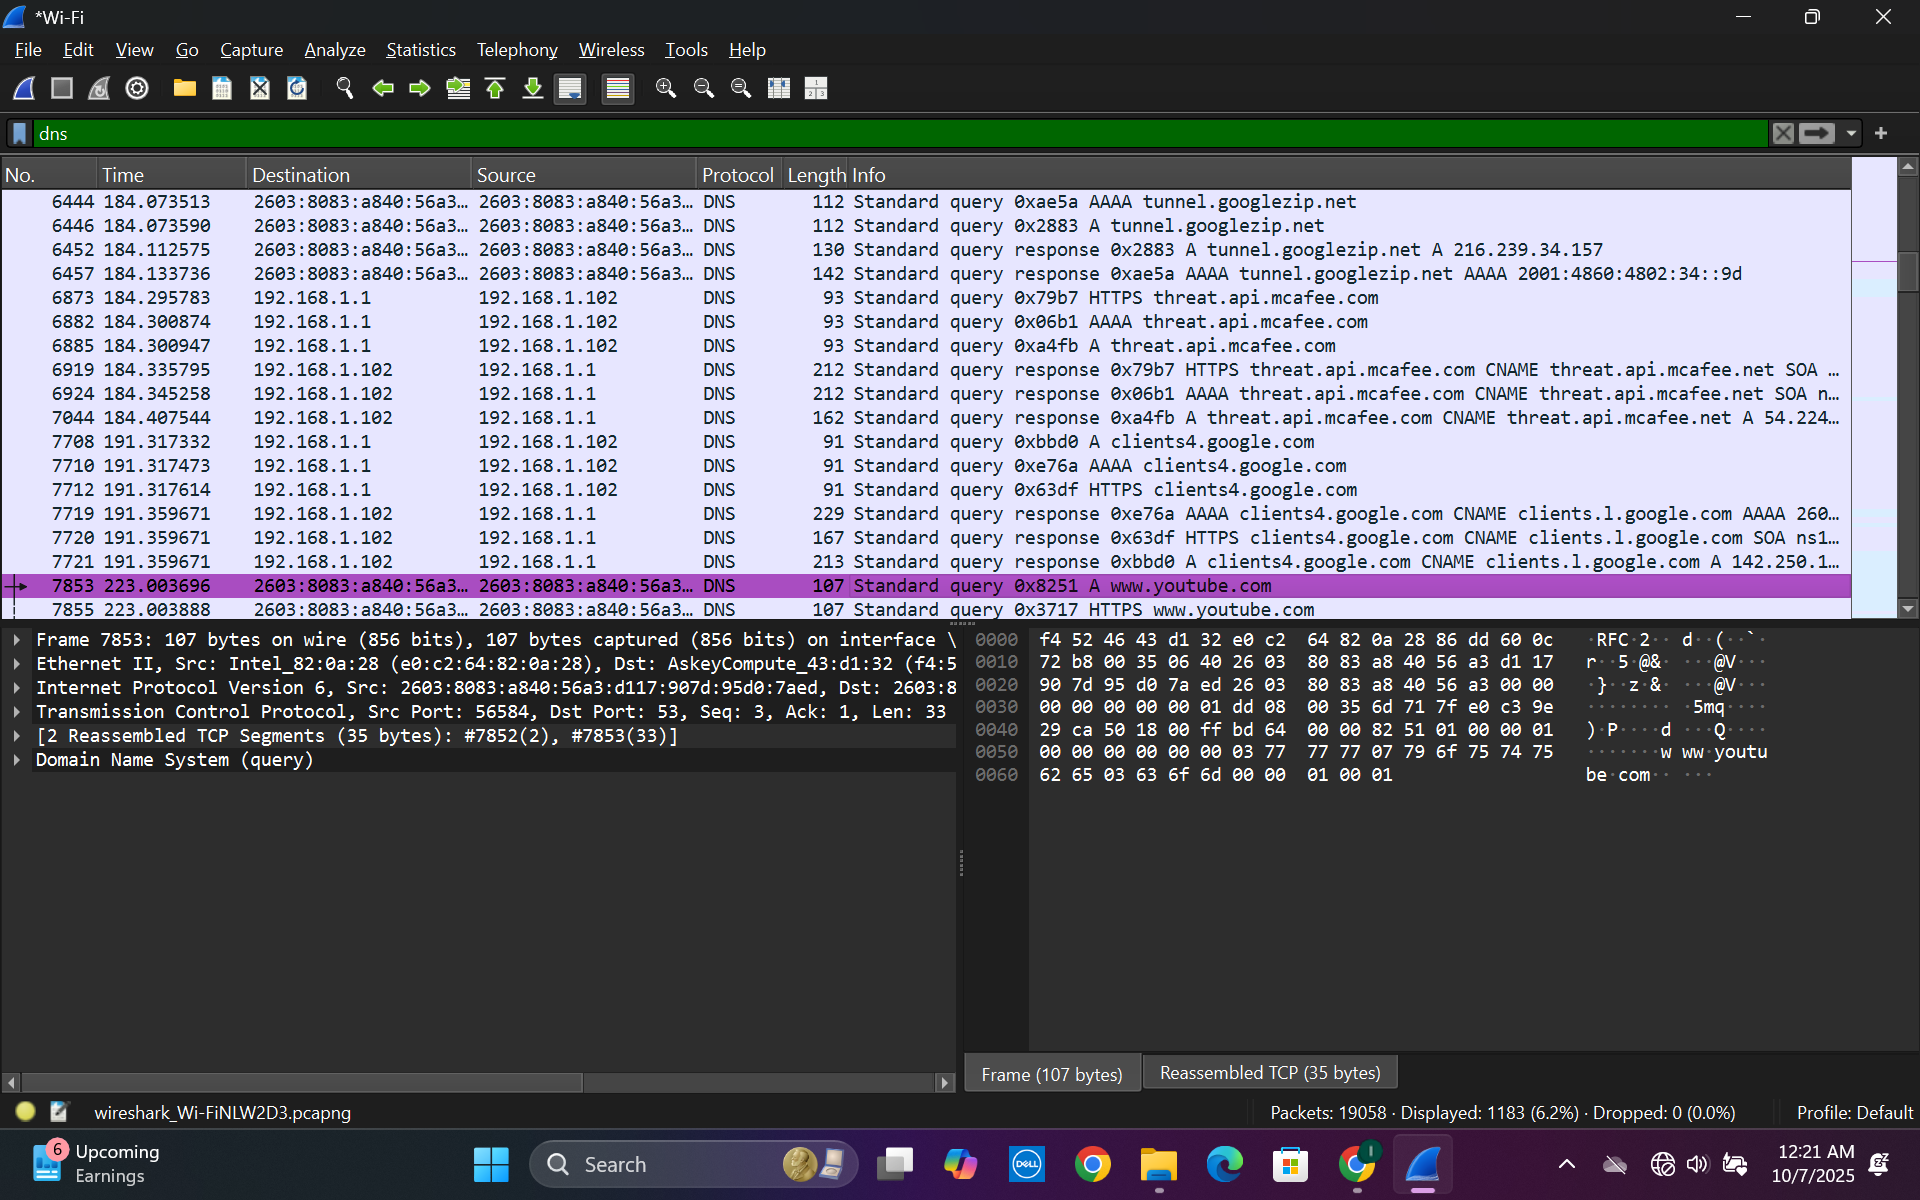 *Wi-Fi
File Edit View Go Capture Analyze Statistics Telephony Wireless Tools Help
dns
No. Time Destination Source Protocol Length Info
6444 184.073513 2603:8083:a840:56a3… 2603:8083:a840:56a3… DNS 112 Standard query 0xae5a AAAA tunnel.googlezip.net
6446 184.073590 2603:8083:a840:56a3… 2603:8083:a840:56a3… DNS 112 Standard query 0x2883 A tunnel.googlezip.net
6452 184.112575 2603:8083:a840:56a3… 2603:8083:a840:56a3… DNS 130 Standard query response 0x2883 A tunnel.googlezip.net A 216.239.34.157
6457 184.133736 2603:8083:a840:56a3… 2603:8083:a840:56a3… DNS 142 Standard query response 0xae5a AAAA tunnel.googlezip.net AAAA 2001:4860:4802:34::9d
6873 184.295783 192.168.1.1 192.168.1.102 DNS 93 Standard query 0x79b7 HTTPS threat.api.mcafee.com
6882 184.300874 192.168.1.1 192.168.1.102 DNS 93 Standard query 0x06b1 AAAA threat.api.mcafee.com
6885 184.300947 192.168.1.1 192.168.1.102 DNS 93 Standard query 0xa4fb A threat.api.mcafee.com
6919 184.335795 192.168.1.102 192.168.1.1 DNS 212 Standard query response 0x79b7 HTTPS threat.api.mcafee.com CNAME threat.api.mcafee.net SOA …
6924 184.345258 192.168.1.102 192.168.1.1 DNS 212 Standard query response 0x06b1 AAAA threat.api.mcafee.com CNAME threat.api.mcafee.net SOA n…
7044 184.407544 192.168.1.102 192.168.1.1 DNS 162 Standard query response 0xa4fb A threat.api.mcafee.com CNAME threat.api.mcafee.net A 54.224…
7708 191.317332 192.168.1.1 192.168.1.102 DNS 91 Standard query 0xbbd0 A clients4.google.com
7710 191.317473 192.168.1.1 192.168.1.102 DNS 91 Standard query 0xe76a AAAA clients4.google.com
7712 191.317614 192.168.1.1 192.168.1.102 DNS 91 Standard query 0x63df HTTPS clients4.google.com
7719 191.359671 192.168.1.102 192.168.1.1 DNS 229 Standard query response 0xe76a AAAA clients4.google.com CNAME clients.l.google.com AAAA 260…
7720 191.359671 192.168.1.102 192.168.1.1 DNS 167 Standard query response 0x63df HTTPS clients4.google.com CNAME clients.l.google.com SOA ns1…
7721 191.359671 192.168.1.102 192.168.1.1 DNS 213 Standard query response 0xbbd0 A clients4.google.com CNAME clients.l.google.com A 142.250.1…
7853 223.003696 2603:8083:a840:56a3… 2603:8083:a840:56a3… DNS 107 Standard query 0x8251 A www.youtube.com
7855 223.003888 2603:8083:a840:56a3… 2603:8083:a840:56a3… DNS 107 Standard query 0x3717 HTTPS www.youtube.com
Frame 7853: 107 bytes on wire (856 bits), 107 bytes captured (856 bits) on interface \
Ethernet II, Src: Intel_82:0a:28 (e0:c2:64:82:0a:28), Dst: AskeyCompute_43:d1:32 (f4:5
Internet Protocol Version 6, Src: 2603:8083:a840:56a3:d117:907d:95d0:7aed, Dst: 2603:8
Transmission Control Protocol, Src Port: 56584, Dst Port: 53, Seq: 3, Ack: 1, Len: 33
[2 Reassembled TCP Segments (35 bytes): #7852(2), #7853(33)]
Domain Name System (query)
0000 f4 52 46 43 d1 32 e0 c2 64 82 0a 28 86 dd 60 0c ·RFC·2·· d··(··`·
0010 72 b8 00 35 06 40 26 03 80 83 a8 40 56 a3 d1 17 r··5·@&· ···@V···
0020 90 7d 95 d0 7a ed 26 03 80 83 a8 40 56 a3 00 00 ·}··z·&· ···@V···
0030 00 00 00 00 00 01 dd 08 00 35 6d 71 7f e0 c3 9e ········ ·5mq····
0040 29 ca 50 18 00 ff bd 64 00 00 82 51 01 00 00 01 )·P····d ···Q····
0050 00 00 00 00 00 00 03 77 77 77 07 79 6f 75 74 75 ·······w ww·youtu
0060 62 65 03 63 6f 6d 00 00 01 00 01 be·com·· ···
Frame (107 bytes) Reassembled TCP (35 bytes)
wireshark_Wi-FiNLW2D3.pcapng Packets: 19058 · Displayed: 1183 (6.2%) · Dropped: 0 (0.0%) Profile: Default
6 Upcoming
Earnings
Search
DELL
12:21 AM
10/7/2025